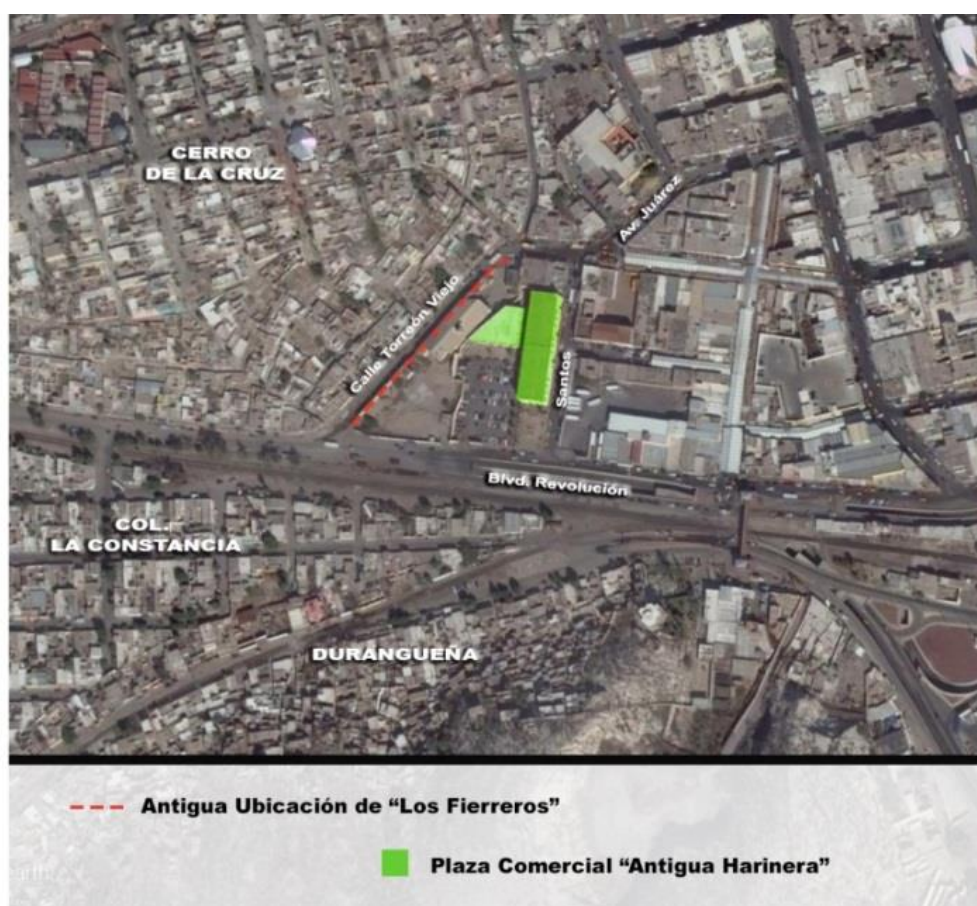 CERRO
DE LA CRUZ
Av. Juárez
Calle Torreón Viejo
Santos
Blvd. Revolución
COL.
LA CONSTANCIA
DURANGUEÑA
Antigua Ubicación de “Los Fierreros”
Plaza Comercial “Antigua Harinera”